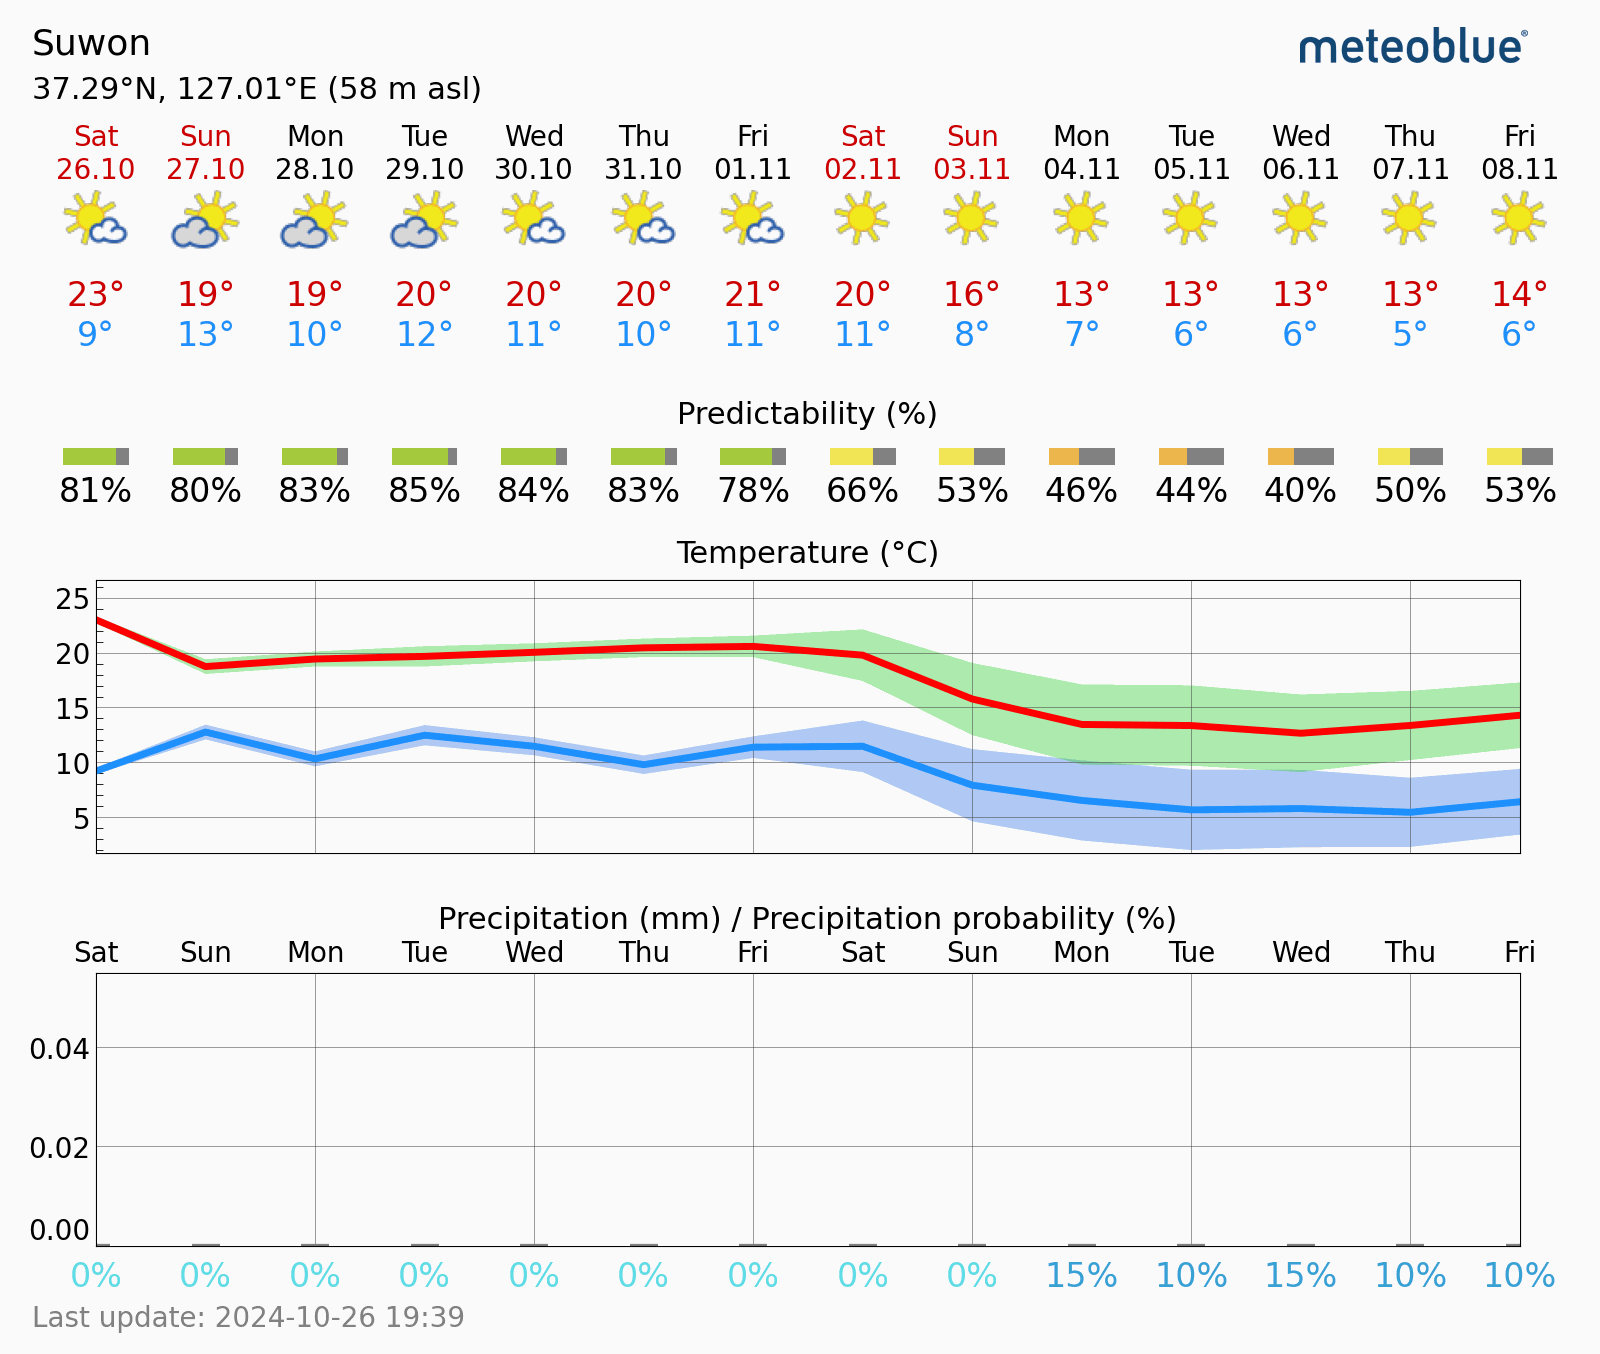 Suwon
meteoblue®
37.29°N, 127.01°E (58 m asl)
Sat Sun Mon Tue Wed Thu Fri Sat Sun Mon Tue Wed Thu Fri
26.10 27.10 28.10 29.10 30.10 31.10 01.11 02.11 03.11 04.11 05.11 06.11 07.11 08.11
23° 19° 19° 20° 20° 20° 21° 20° 16° 13° 13° 13° 13° 14°
9° 13° 10° 12° 11° 10° 11° 11° 8° 7° 6° 6° 5° 6°
Predictability (%)
81% 80% 83% 85% 84% 83% 78% 66% 53% 46% 44% 40% 50% 53%
Temperature (°C)
25
20
15
10
5
Precipitation (mm) / Precipitation probability (%)
Sat Sun Mon Tue Wed Thu Fri Sat Sun Mon Tue Wed Thu Fri
0.04
0.02
0.00
0% 0% 0% 0% 0% 0% 0% 0% 0% 15% 10% 15% 10% 10%
Last update: 2024-10-26 19:39